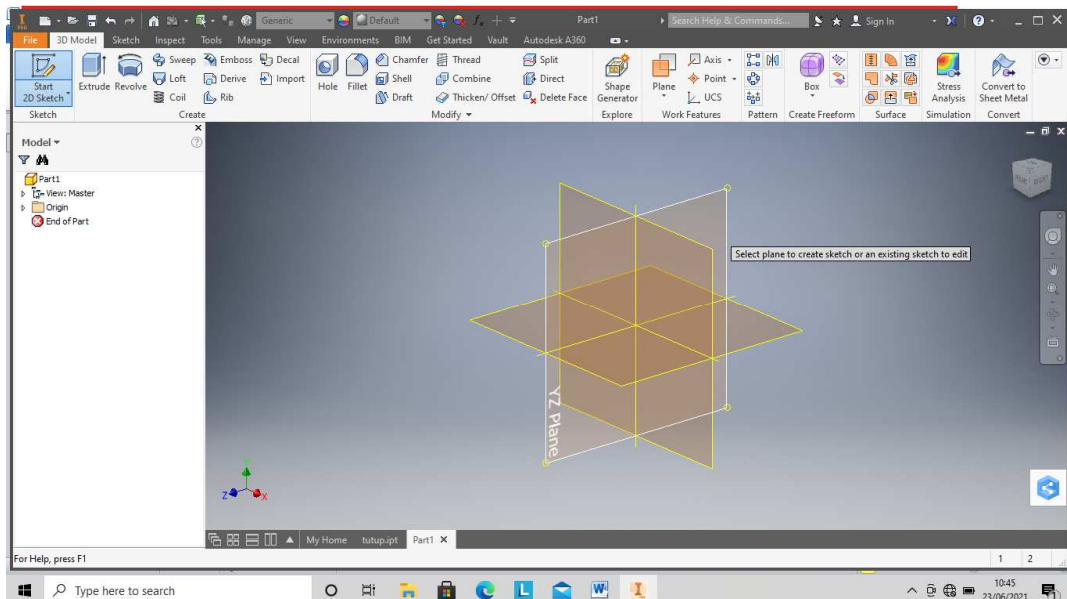 PRO
Generic
Default
Part1
Search Help & Commands...
Sign In
File 3D Model Sketch Inspect Tools Manage View Environments BIM Get Started Vault Autodesk A360
Start
2D Sketch
Extrude Revolve
Sweep Emboss Decal
Loft Derive Import
Coil Rib
Hole Fillet
Chamfer Thread Split
Shell Combine Direct
Draft Thicken/ Offset Delete Face
Shape
Generator
Plane
Axis
Point
UCS
Box
Stress
Analysis
Convert to
Sheet Metal
Sketch Create Modify Explore Work Features Pattern Create Freeform Surface Simulation Convert
Model
Part1
View: Master
Origin
End of Part
Select plane to create sketch or an existing sketch to edit
YZ Plane
Y
Z
X
My Home tutup.ipt Part1
For Help, press F1
1 2
Type here to search
L
W
I
10:45
23/06/2021
1